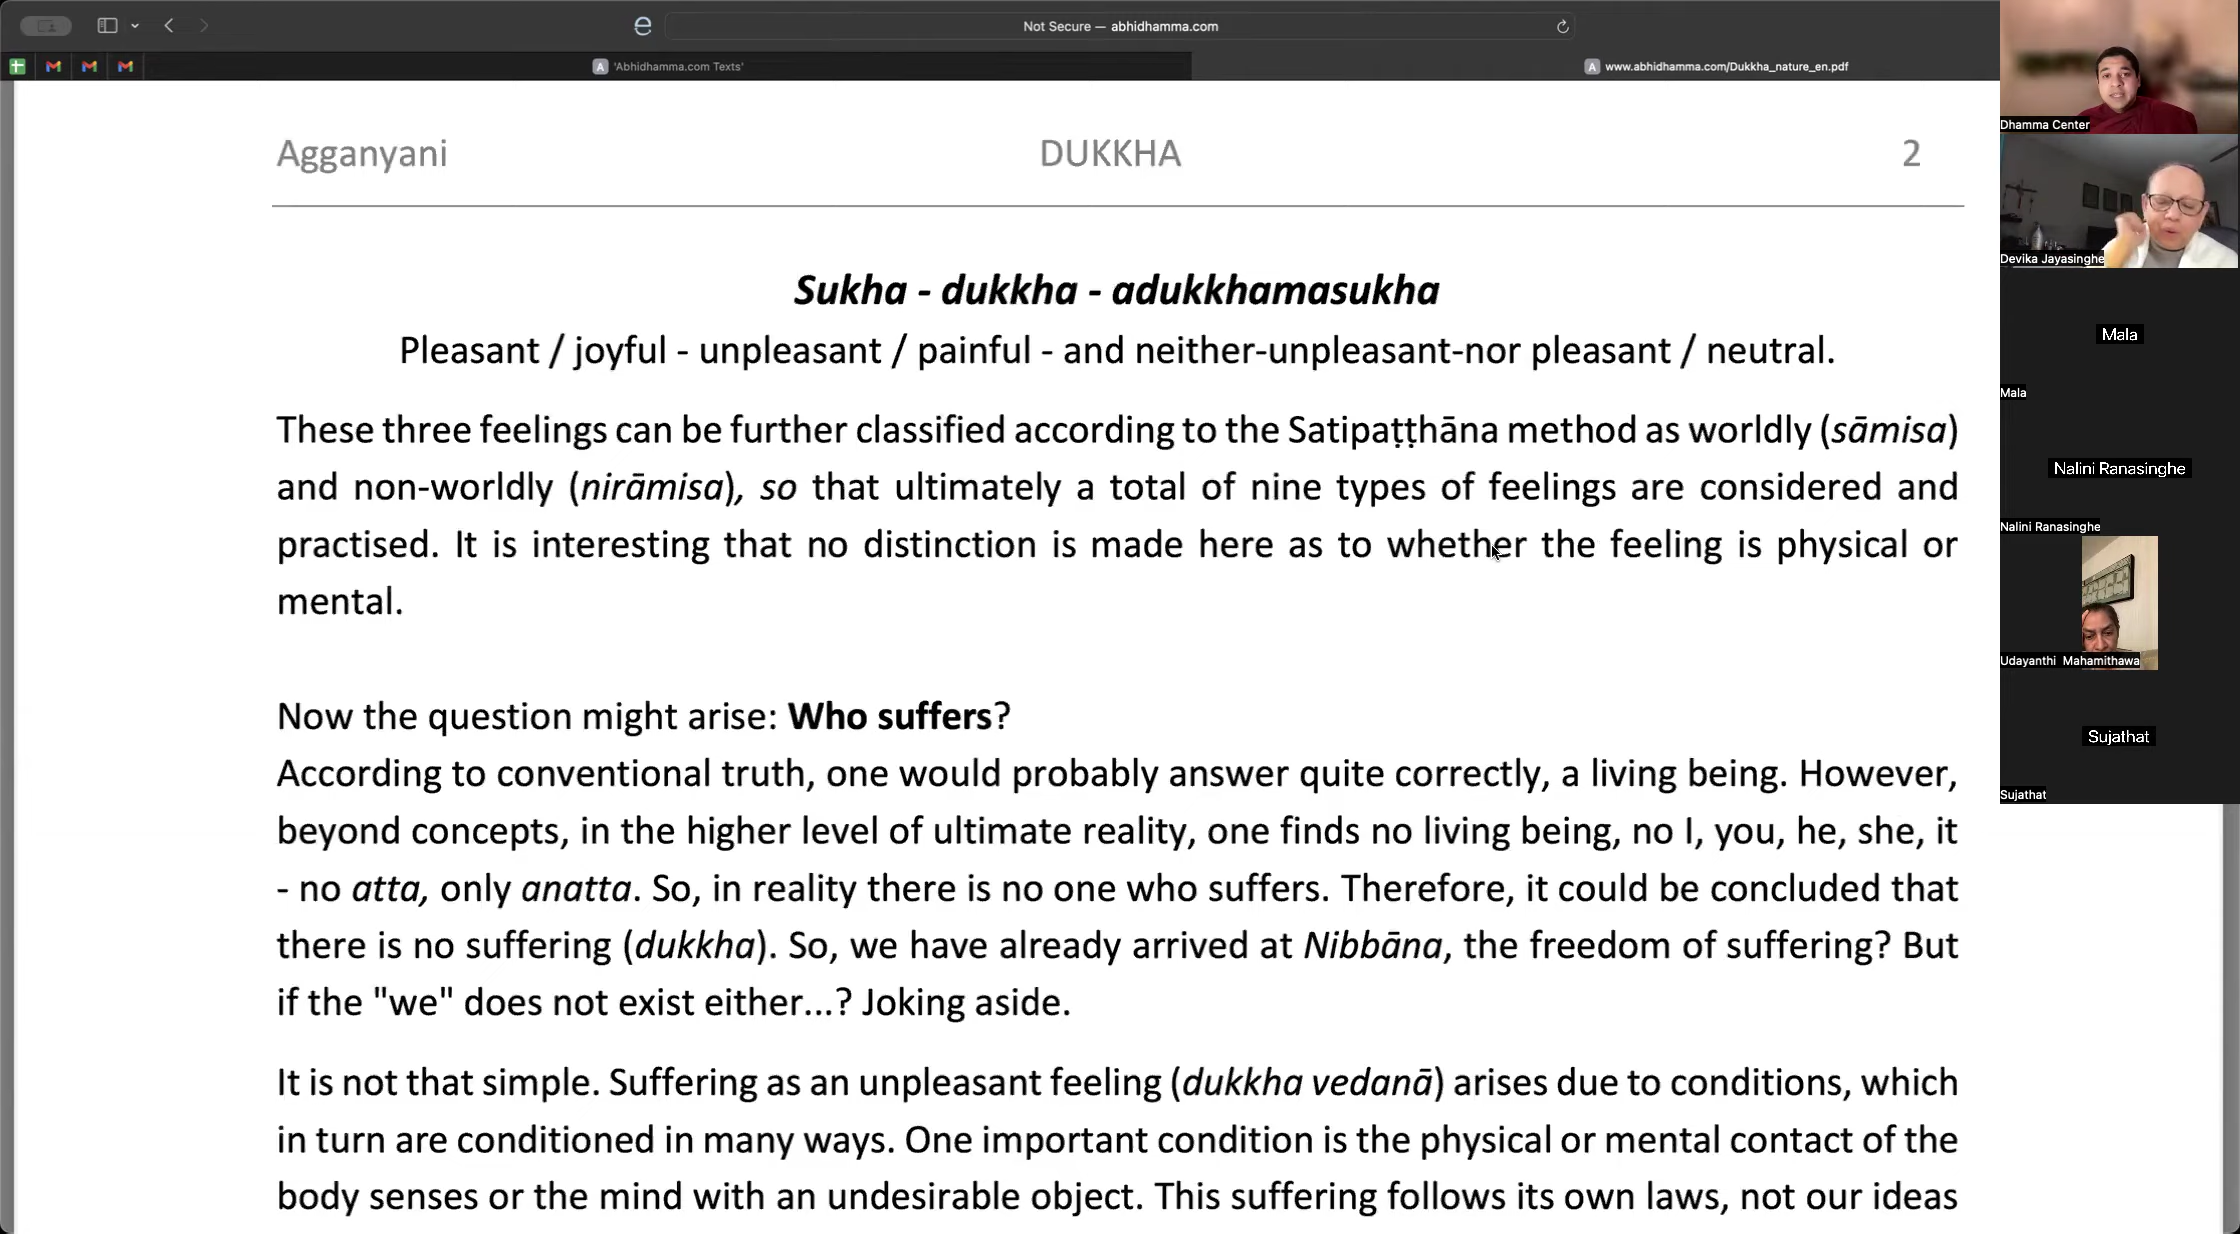 Not Secure — abhidhamma.com
'Abhidhamma.com Texts'
www.abhidhamma.com/Dukkha_nature_en.pdf
Agganyani DUKKHA 2
Sukha - dukkha - adukkhamasukha
Pleasant / joyful - unpleasant / painful - and neither-unpleasant-nor pleasant / neutral.
These three feelings can be further classified according to the Satipaṭṭhāna method as worldly (sāmisa)
and non-worldly (nirāmisa), so that ultimately a total of nine types of feelings are considered and
practised. It is interesting that no distinction is made here as to whether the feeling is physical or
mental.
Now the question might arise: Who suffers?
According to conventional truth, one would probably answer quite correctly, a living being. However,
beyond concepts, in the higher level of ultimate reality, one finds no living being, no I, you, he, she, it
- no atta, only anatta. So, in reality there is no one who suffers. Therefore, it could be concluded that
there is no suffering (dukkha). So, we have already arrived at Nibbāna, the freedom of suffering? But
if the "we" does not exist either...? Joking aside.
It is not that simple. Suffering as an unpleasant feeling (dukkha vedanā) arises due to conditions, which
in turn are conditioned in many ways. One important condition is the physical or mental contact of the
body senses or the mind with an undesirable object. This suffering follows its own laws, not our ideas
Dhamma Center
Devika Jayasinghe
Mala
Mala
Nalini Ranasinghe
Nalini Ranasinghe
Udayanthi Mahamithawa
Sujathat
Sujathat